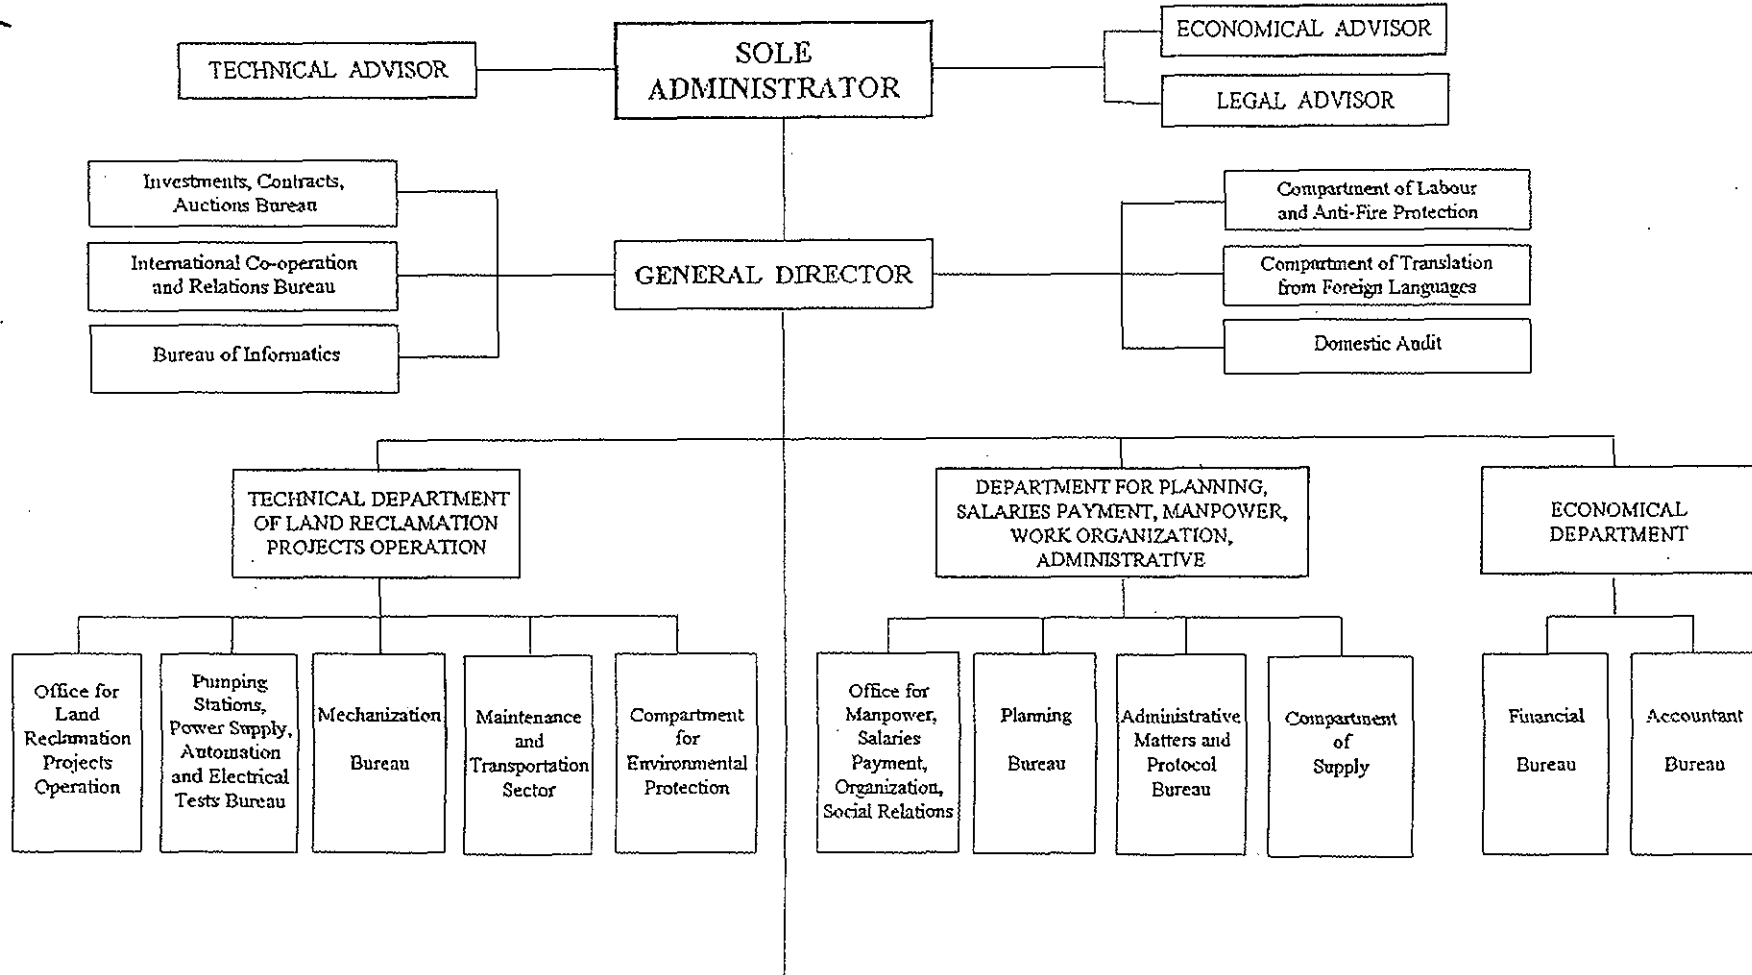 TECHNICAL ADVISOR
SOLE
ADMINISTRATOR
ECONOMICAL ADVISOR
LEGAL ADVISOR
Investments, Contracts,
Auctions Bureau
International Co-operation
and Relations Bureau
Bureau of Informatics
GENERAL DIRECTOR
Compartment of Labour
and Anti-Fire Protection
Compartment of Translation
from Foreign Languages
Domestic Audit
TECHNICAL DEPARTMENT
OF LAND RECLAMATION
PROJECTS OPERATION
DEPARTMENT FOR PLANNING,
SALARIES PAYMENT, MANPOWER,
WORK ORGANIZATION,
ADMINISTRATIVE
ECONOMICAL
DEPARTMENT
Office for
Land
Reclamation
Projects
Operation
Pumping
Stations,
Power Supply,
Automation
and Electrical
Tests Bureau
Mechanization
Bureau
Maintenance
and
Transportation
Sector
Compartment
for
Environmental
Protection
Office for
Manpower,
Salaries
Payment,
Organization,
Social Relations
Planning
Bureau
Administrative
Matters and
Protocol
Bureau
Compartment
of
Supply
Financial
Bureau
Accountant
Bureau